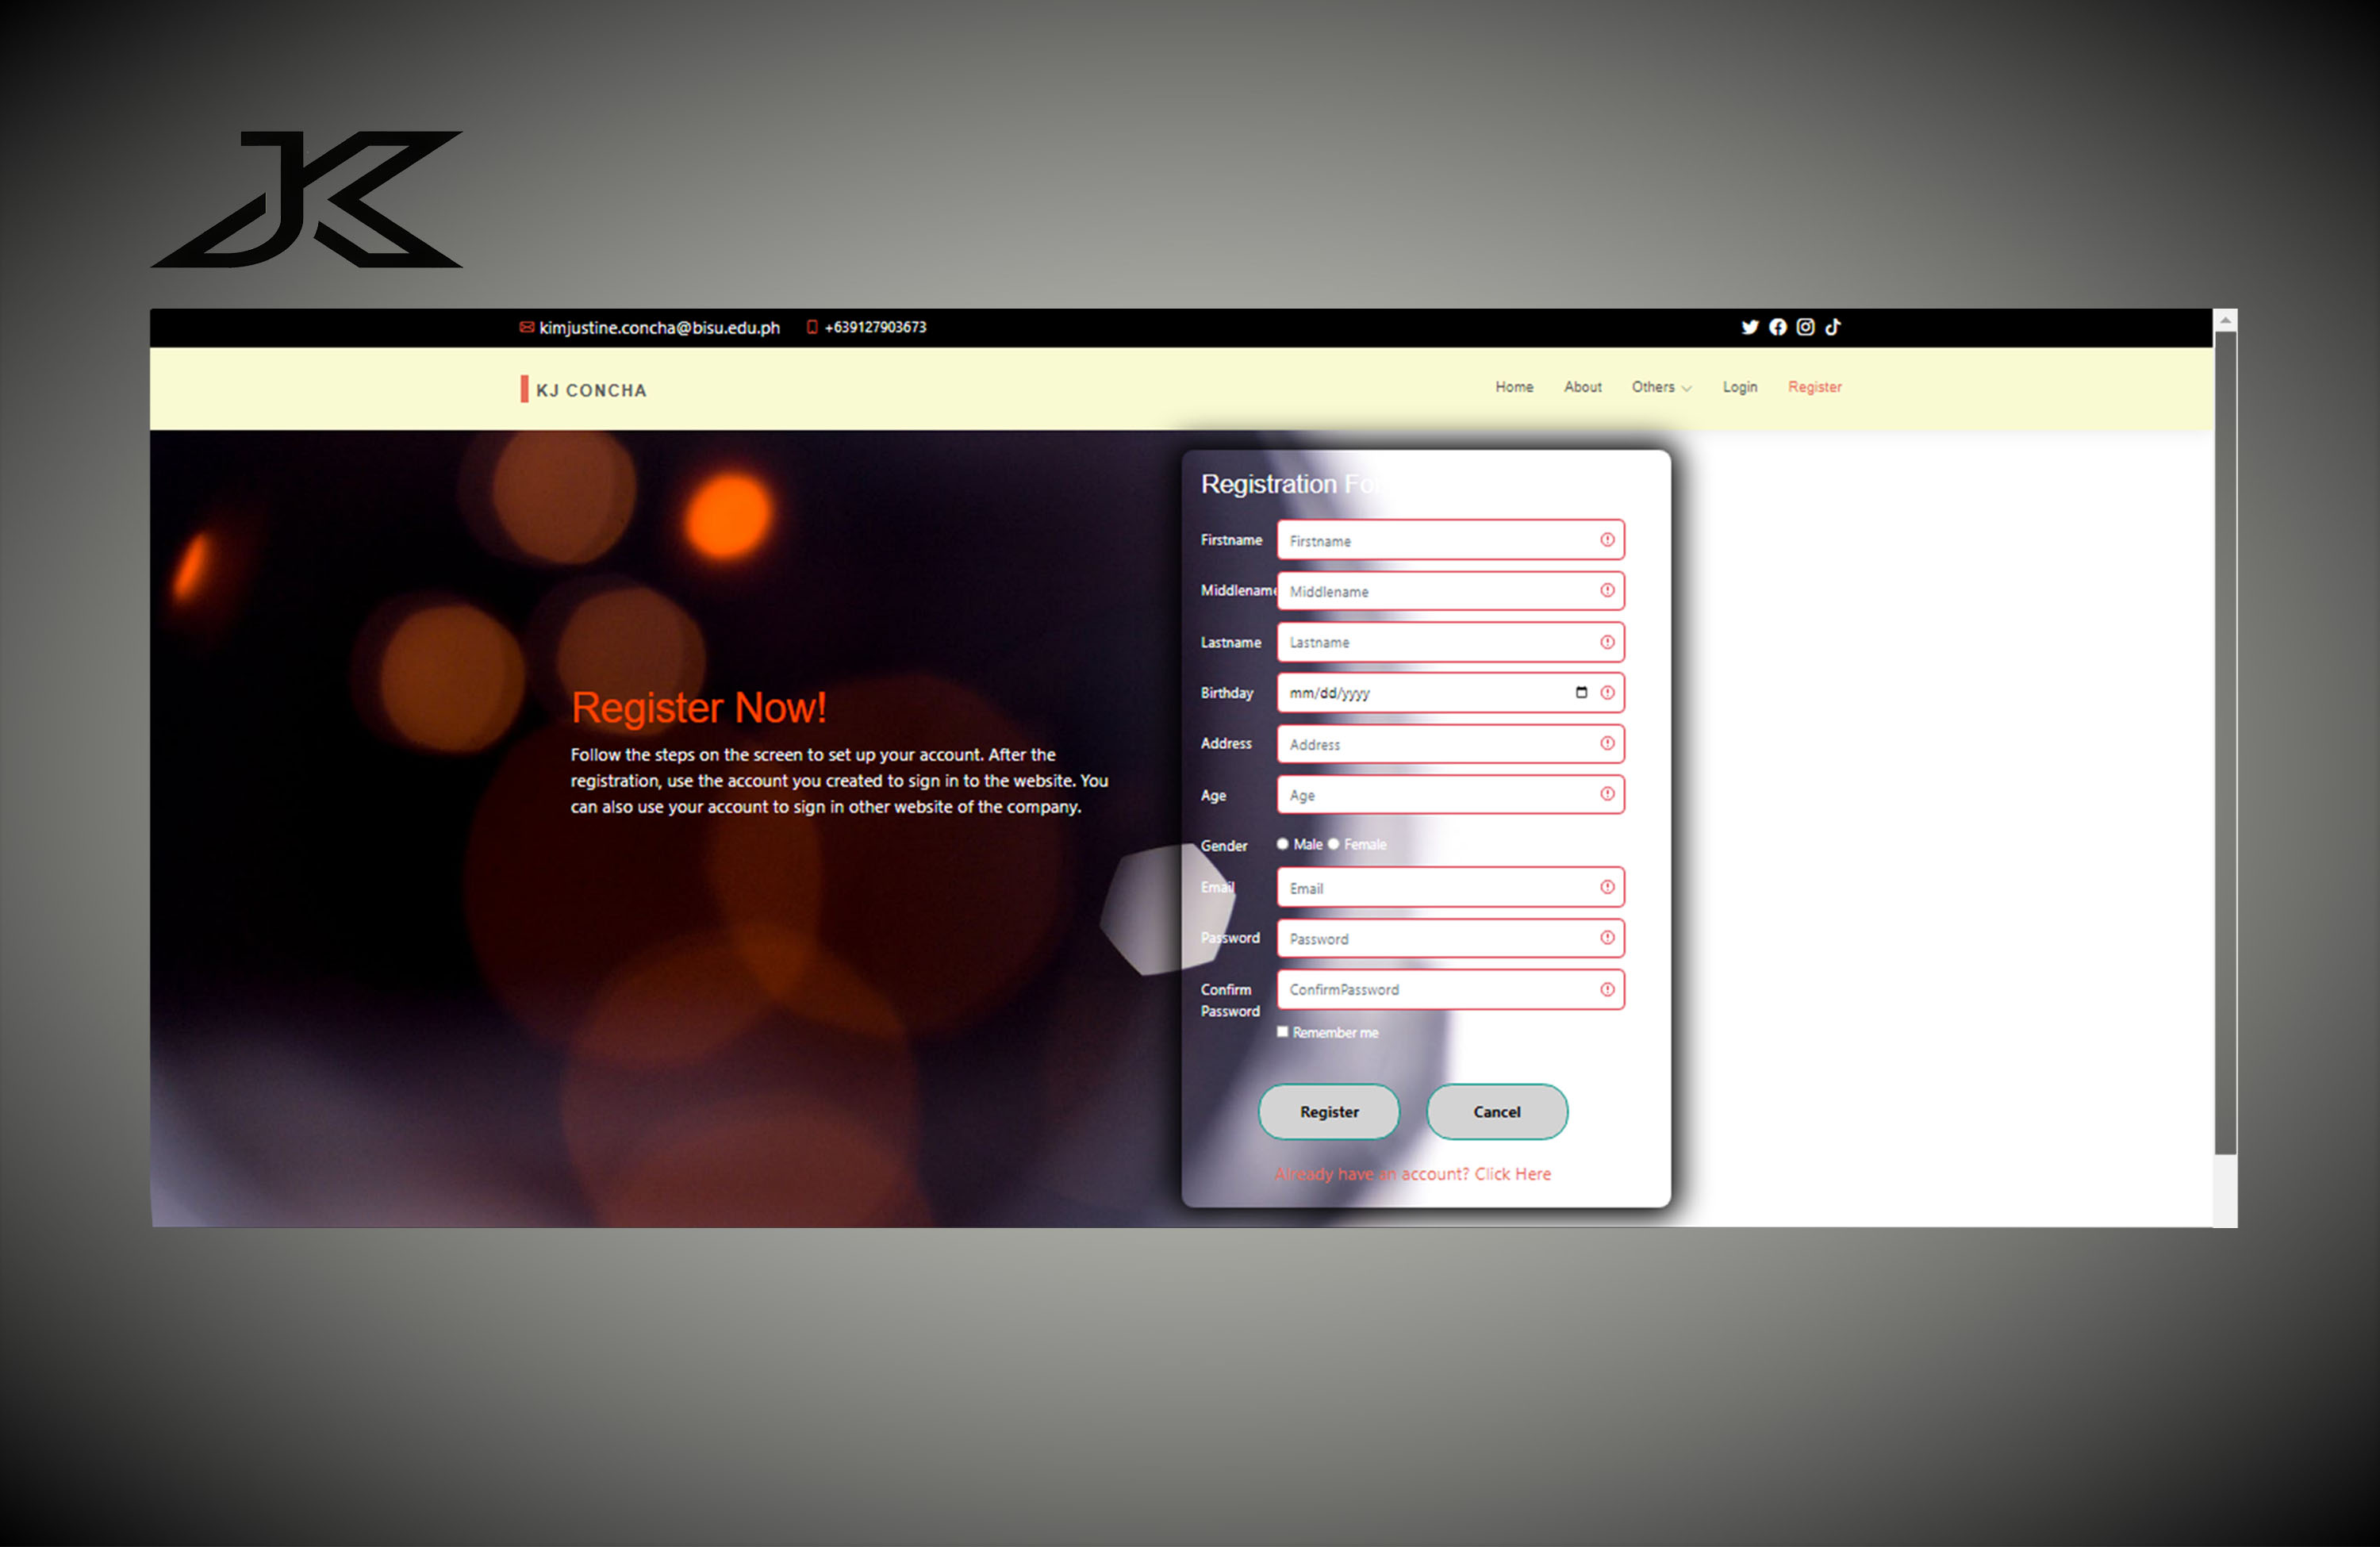 JK
kimjustine.concha@bisu.edu.ph +639127903673
KJ CONCHA
Home About Others Login Register
Register Now!
Follow the steps on the screen to set up your account. After the
registration, use the account you created to sign in to the website. You
can also use your account to sign in other website of the company.
Registration Fo
Firstname Firstname
Middlename Middlename
Lastname Lastname
Birthday mm/dd/yyyy
Address Address
Age Age
Gender Male Female
Email Email
Password Password
Confirm
Password
ConfirmPassword
Remember me
Register Cancel
Already have an account? Click Here